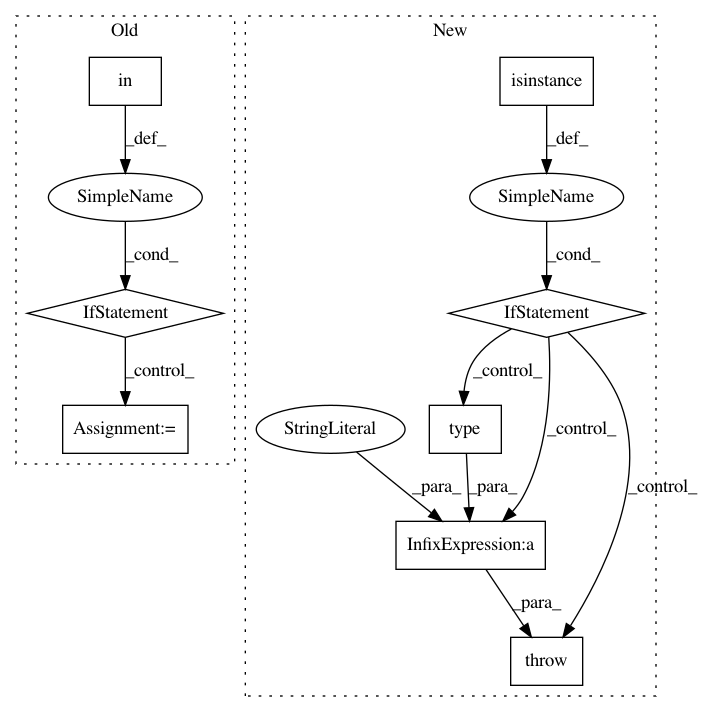 Old
New
in
isinstance
_def_
_def_
SimpleName
SimpleName
_cond_
_cond_
IfStatement
IfStatement
_control_
_control_
_control_
_control_
Assignment:=
StringLiteral
type
_para_
_para_
InfixExpression:a
_para_
throw